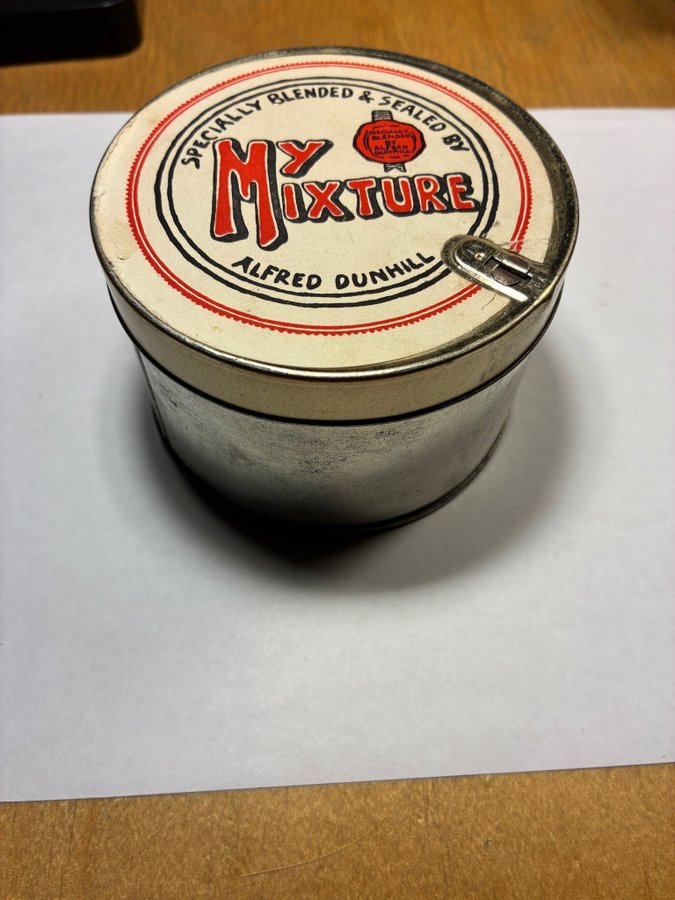 SPECIALLY BLENDED & SEALED BY
SPECIALLY
BLENDED
BY
ALFRED
DUNHILL
MY
MIXTURE
ALFRED DUNHILL